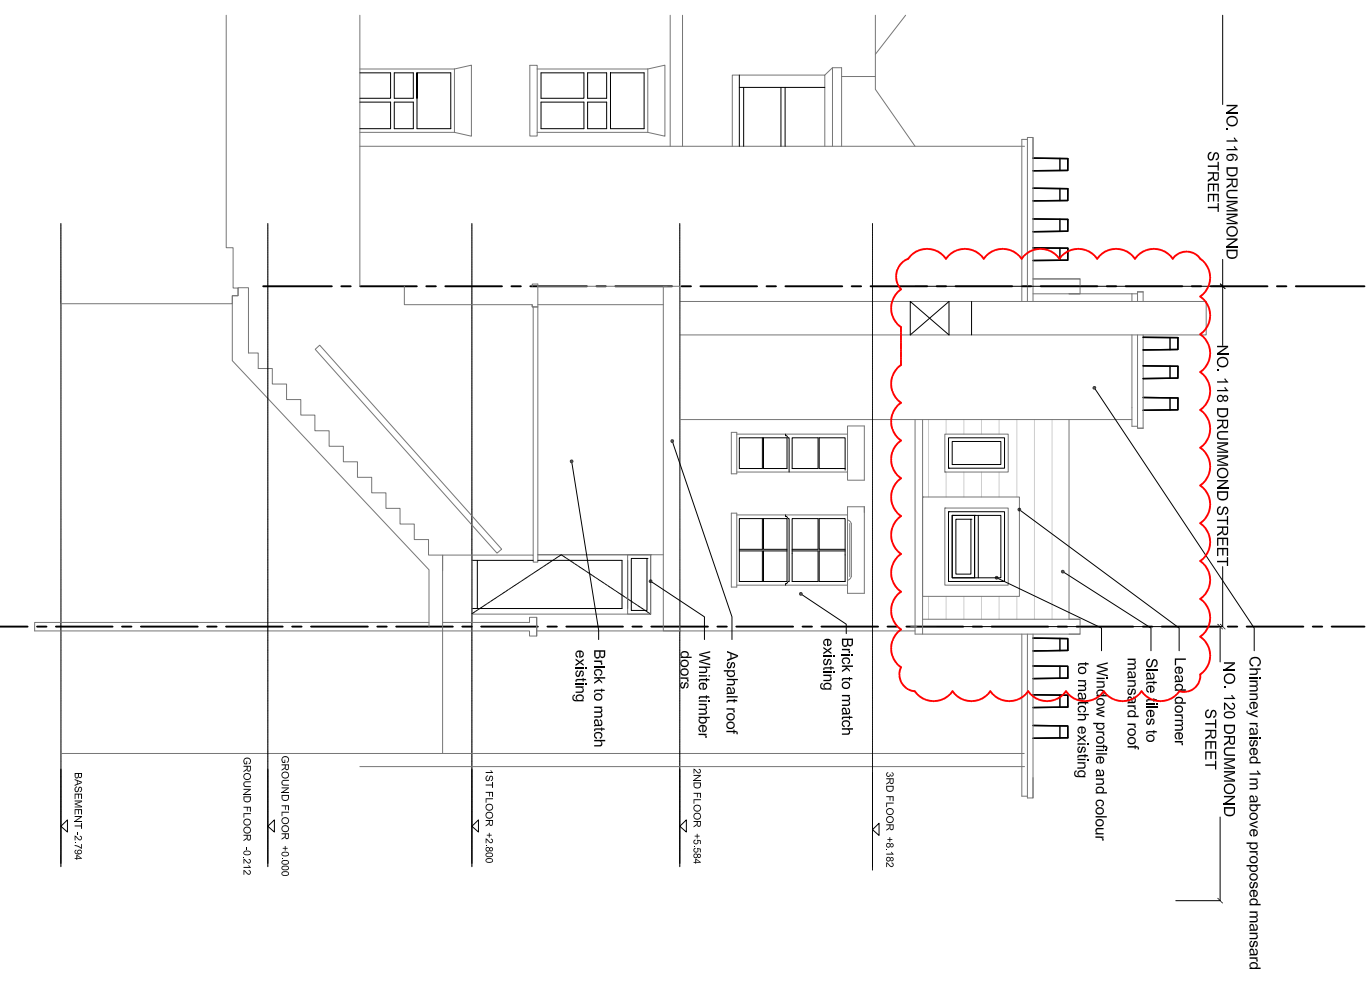 NO. 116 DRUMMOND
STREET
NO. 118 DRUMMOND STREET
NO. 120 DRUMMOND
STREET
Chimney raised 1m above proposed mansard
Lead dormer
Slate tiles to
mansard roof
Window profile and colour
to match existing
Brick to match
existing
Asphalt roof
White timber
doors
Brick to match
existing
3RD FLOOR +8.182
2ND FLOOR +5.584
1ST FLOOR +2.800
GROUND FLOOR +0.000
GROUND FLOOR -0.212
BASEMENT -2.794